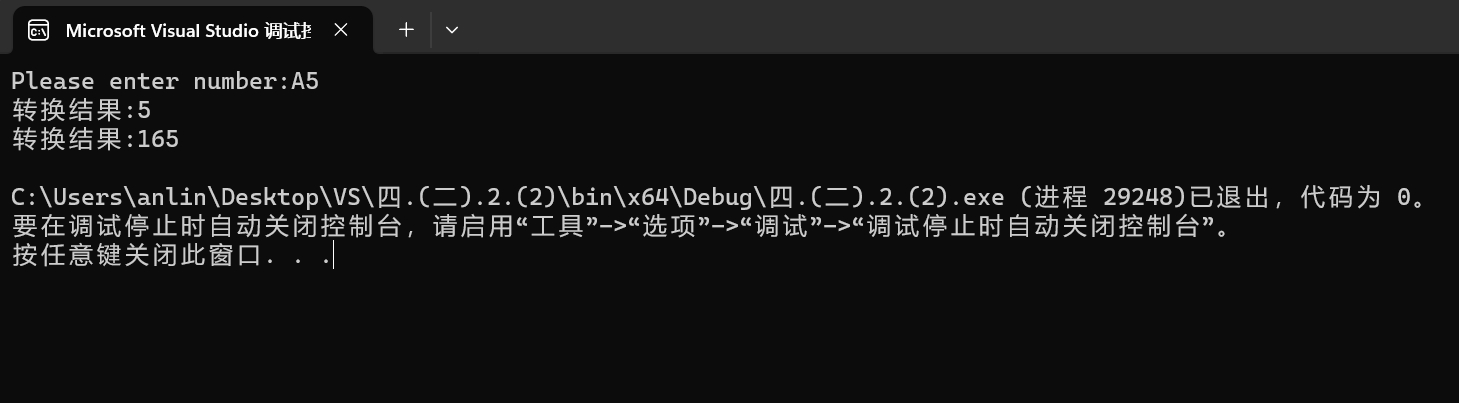 Microsoft Visual Studio 调试控
Please enter number:A5
转换结果:5
转换结果:165
C:\Users\anlin\Desktop\VS\四.(二).2.(2)\bin\x64\Debug\四.(二).2.(2).exe (进程 29248)已退出，代码为 0。
要在调试停止时自动关闭控制台，请启用“工具”->“选项”->“调试”->“调试停止时自动关闭控制台”。
按任意键关闭此窗口. . .